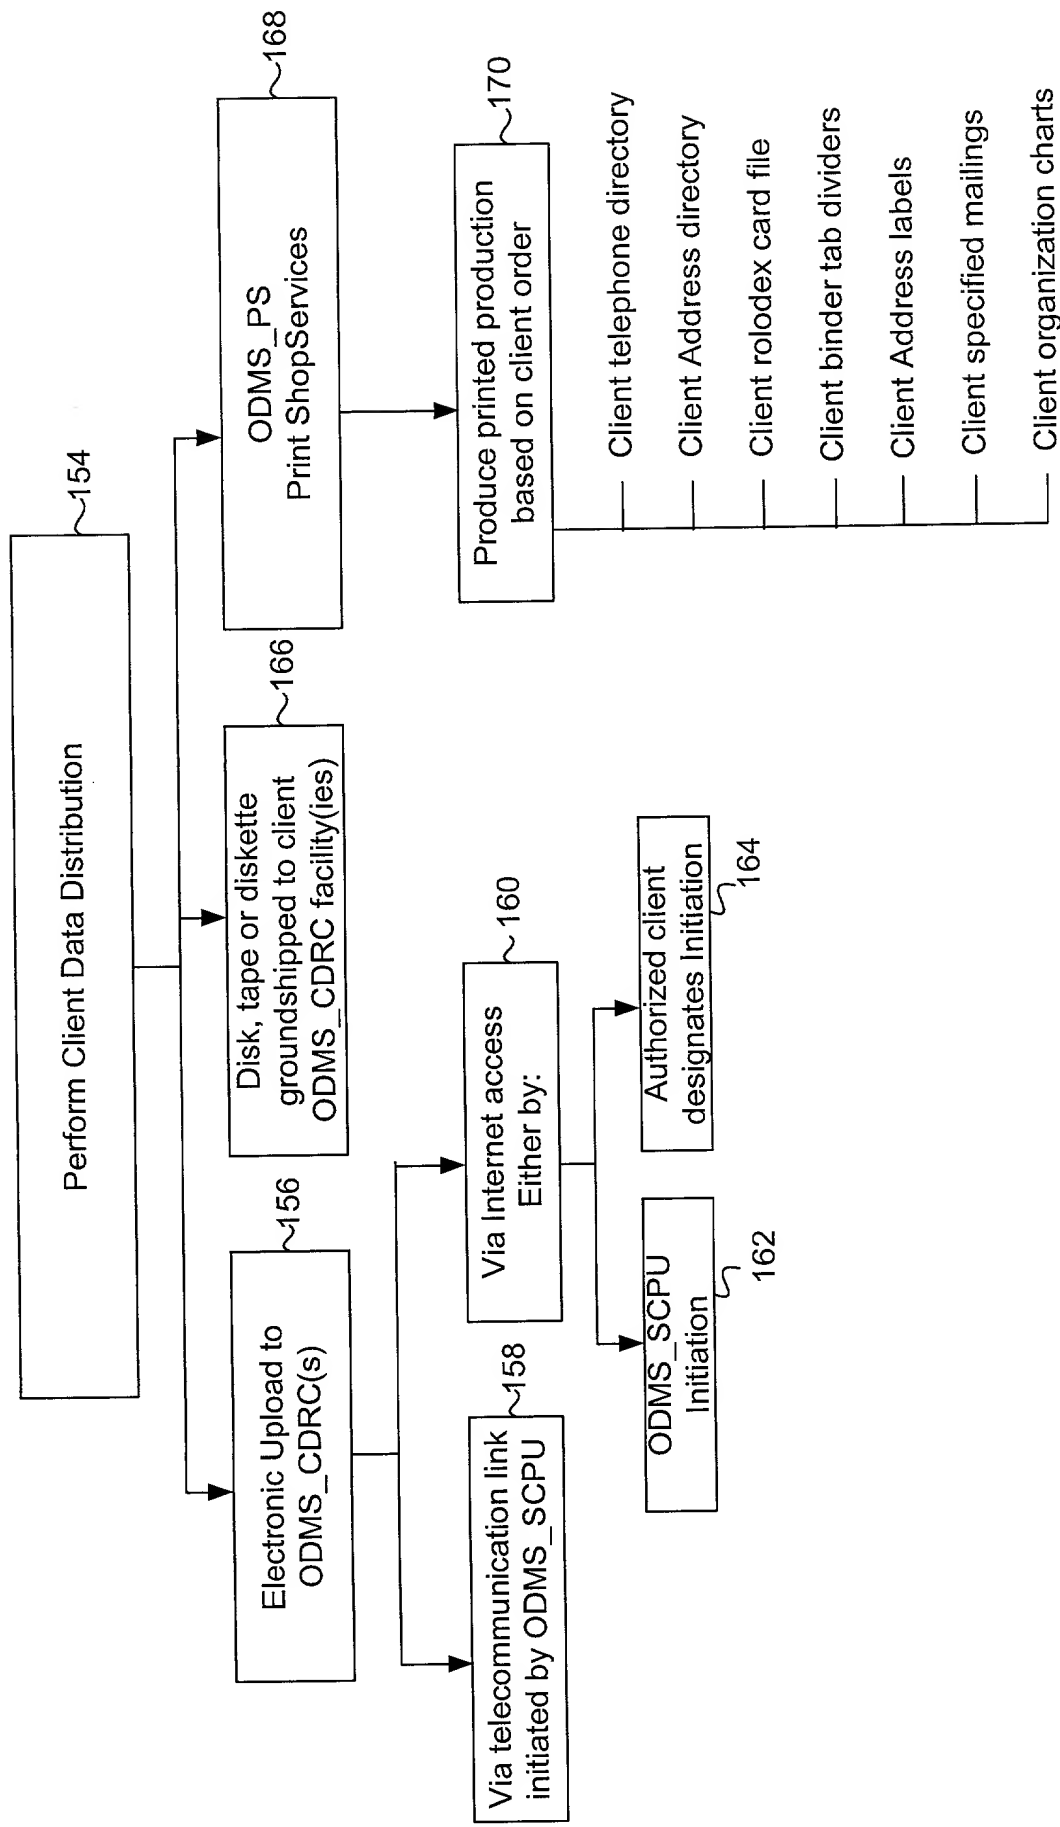 Perform Client Data Distribution
154
Electronic Upload to
ODMS_CDRC(s)
156
Disk, tape or diskette
groundshipped to client
ODMS_CDRC facility(ies)
166
ODMS_PS
Print ShopServices
168
Via telecommunication link
initiated by ODMS_SCPU
158
Via Internet access
Either by:
160
Produce printed production
based on client order
170
ODMS_SCPU
Initiation
162
Authorized client
designates Initiation
164
Client telephone directory
Client Address directory
Client rolodex card file
Client binder tab dividers
Client Address labels
Client specified mailings
Client organization charts